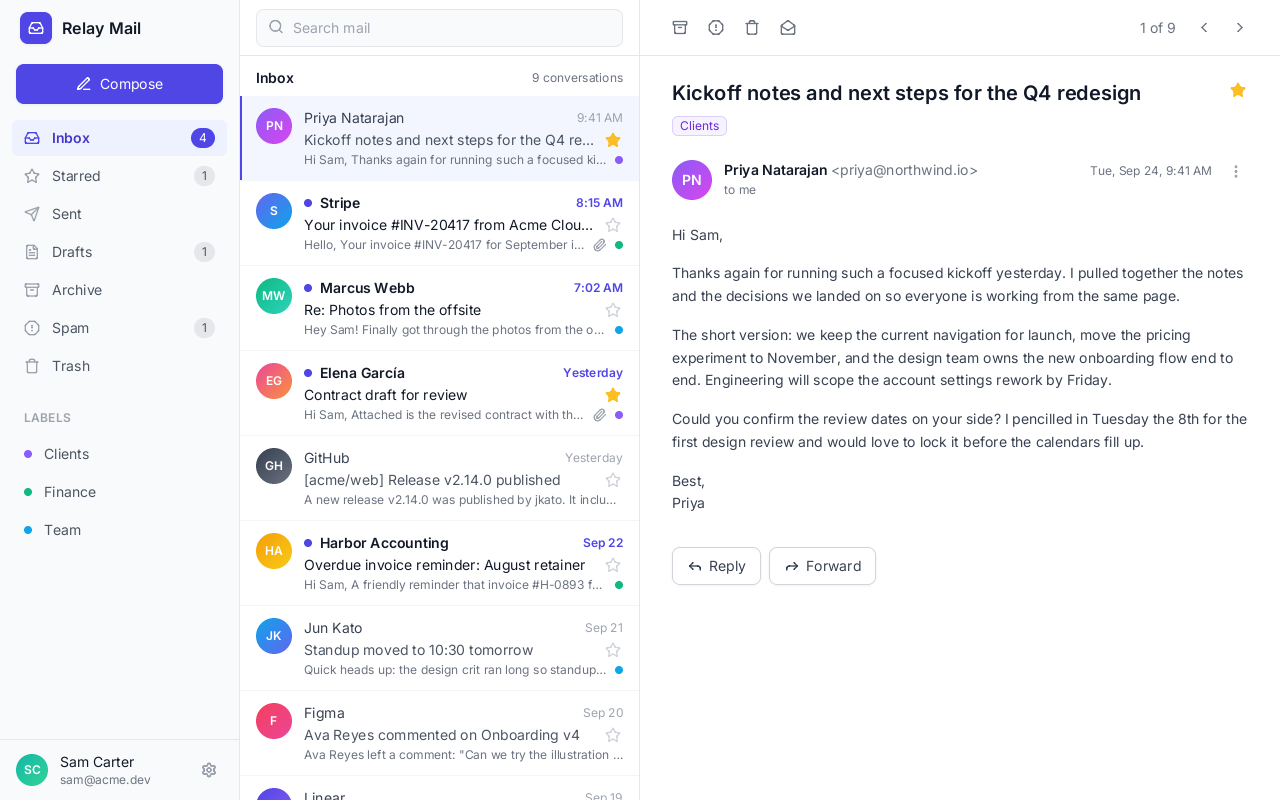 Relay Mail
Compose
Inbox 4
Starred 1
Sent
Drafts 1
Archive
Spam 1
Trash
LABELS
Clients
Finance
Team
SC
Sam Carter
sam@acme.dev
Search mail
Inbox 9 conversations
PN
Priya Natarajan 9:41 AM
Kickoff notes and next steps for the Q4 re...
Hi Sam, Thanks again for running such a focused ki...
S
Stripe 8:15 AM
Your invoice #INV-20417 from Acme Clou...
Hello, Your invoice #INV-20417 for September i...
MW
Marcus Webb 7:02 AM
Re: Photos from the offsite
Hey Sam! Finally got through the photos from the o...
EG
Elena García Yesterday
Contract draft for review
Hi Sam, Attached is the revised contract with th...
GH
GitHub Yesterday
[acme/web] Release v2.14.0 published
A new release v2.14.0 was published by jkato. It inclu...
HA
Harbor Accounting Sep 22
Overdue invoice reminder: August retainer
Hi Sam, A friendly reminder that invoice #H-0893 f...
JK
Jun Kato Sep 21
Standup moved to 10:30 tomorrow
Quick heads up: the design crit ran long so standup...
F
Figma Sep 20
Ava Reyes commented on Onboarding v4
Ava Reyes left a comment: "Can we try the illustration ...
Linear Sep 19
1 of 9
Kickoff notes and next steps for the Q4 redesign
Clients
PN
Priya Natarajan <priya@northwind.io> Tue, Sep 24, 9:41 AM
to me
Hi Sam,
Thanks again for running such a focused kickoff yesterday. I pulled together the notes
and the decisions we landed on so everyone is working from the same page.
The short version: we keep the current navigation for launch, move the pricing
experiment to November, and the design team owns the new onboarding flow end to
end. Engineering will scope the account settings rework by Friday.
Could you confirm the review dates on your side? I pencilled in Tuesday the 8th for the
first design review and would love to lock it before the calendars fill up.
Best,
Priya
Reply
Forward